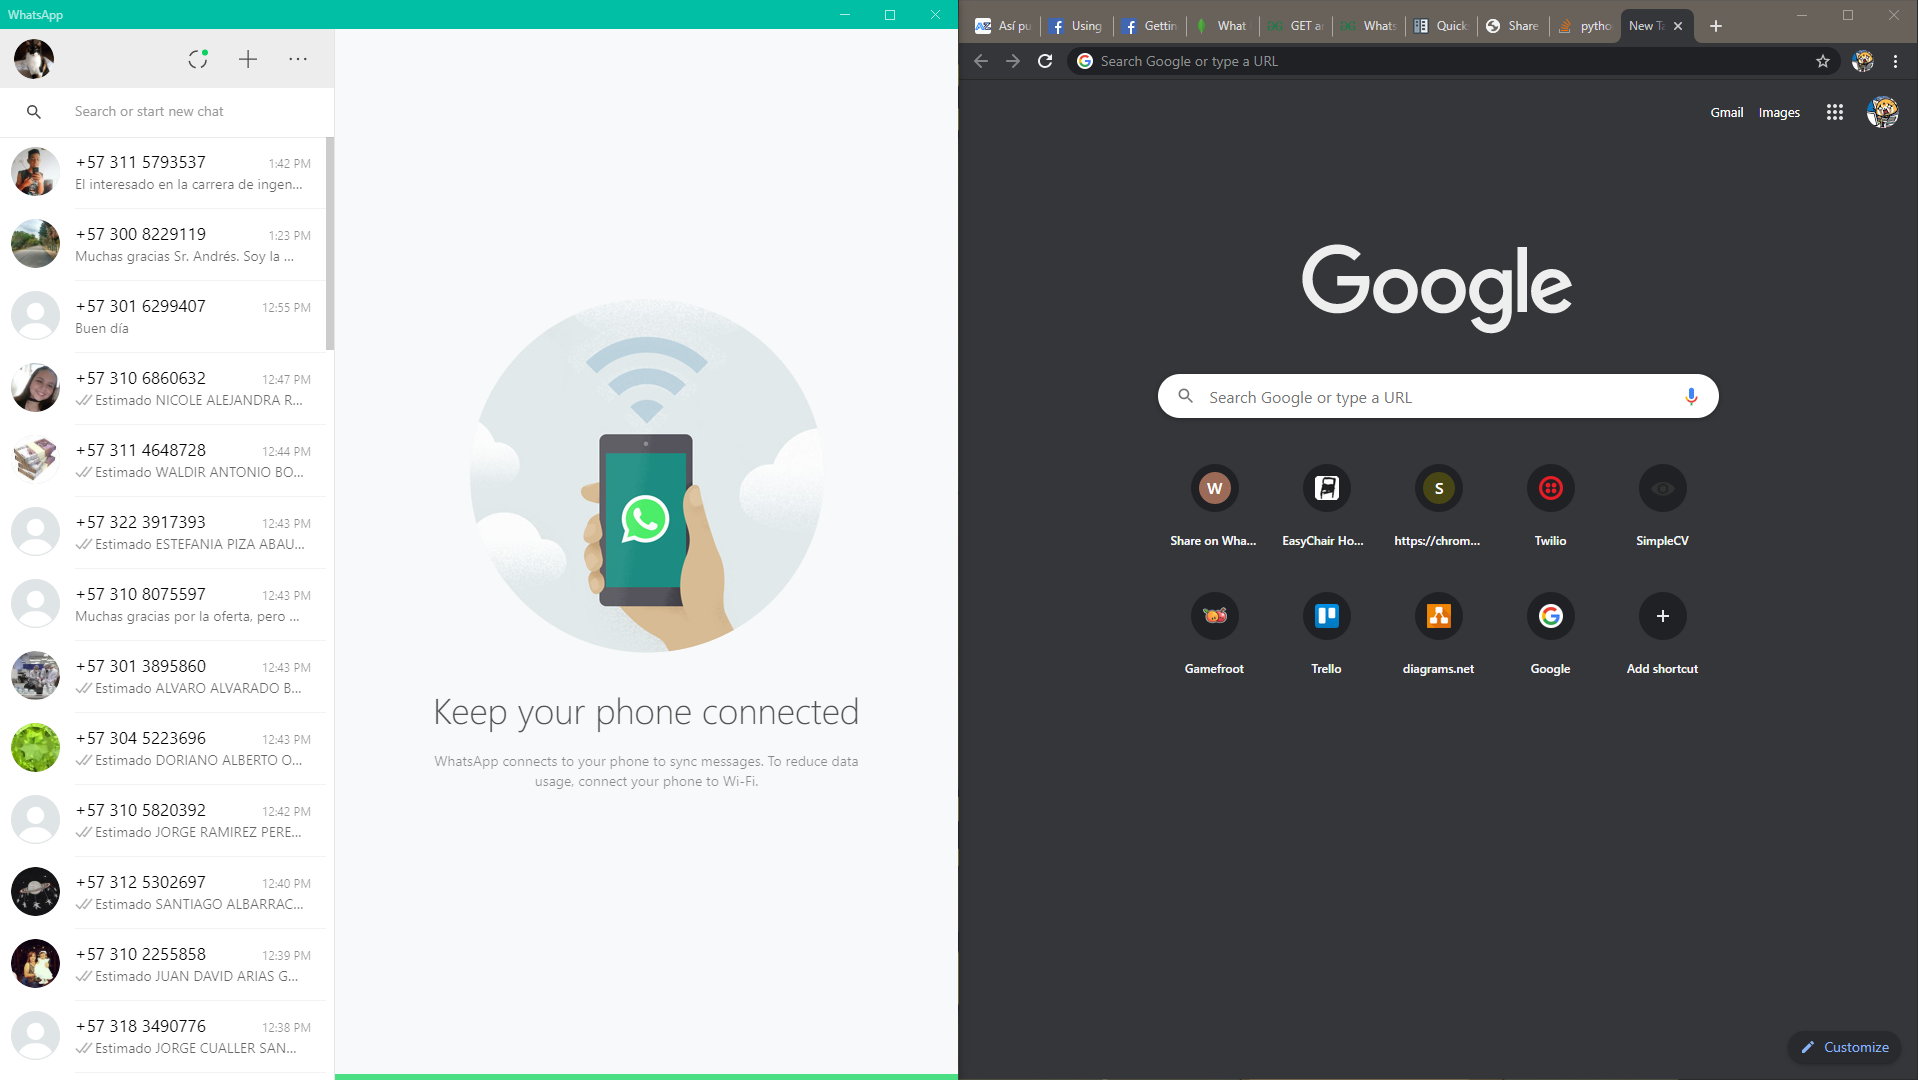 WhatsApp
Search or start new chat
+57 311 5793537 1:42 PM
El interesado en la carrera de ingen...
+57 300 8229119 1:23 PM
Muchas gracias Sr. Andrés. Soy la ...
+57 301 6299407 12:55 PM
Buen día
+57 310 6860632 12:47 PM
Estimado NICOLE ALEJANDRA R...
+57 311 4648728 12:44 PM
Estimado WALDIR ANTONIO BO...
+57 322 3917393 12:43 PM
Estimado ESTEFANIA PIZA ABAU...
+57 310 8075597 12:43 PM
Muchas gracias por la oferta, pero ...
+57 301 3895860 12:43 PM
Estimado ALVARO ALVARADO B...
+57 304 5223696 12:43 PM
Estimado DORIANO ALBERTO O...
+57 310 5820392 12:42 PM
Estimado JORGE RAMIREZ PERE...
+57 312 5302697 12:40 PM
Estimado SANTIAGO ALBARRAC...
+57 310 2255858 12:39 PM
Estimado JUAN DAVID ARIAS G...
+57 318 3490776 12:38 PM
Estimado JORGE CUALLER SAN...
Keep your phone connected
WhatsApp connects to your phone to sync messages. To reduce data
usage, connect your phone to Wi-Fi.
Así pu Using Gettin What GET a Whats Quick Share pytho New Ta
Search Google or type a URL
Gmail Images
Google
Search Google or type a URL
W S
Share on Wha... EasyChair Ho... https://chrom... Twilio SimpleCV
Gamefroot Trello diagrams.net Google Add shortcut
Customize